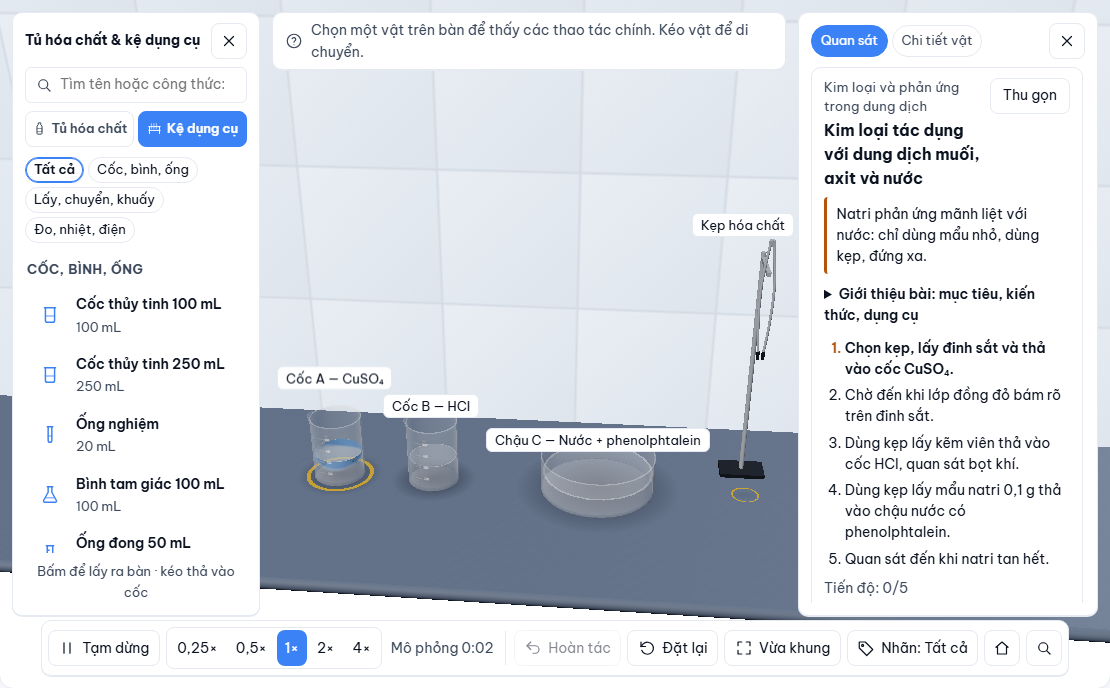 Tủ hóa chất & kệ dụng cụ
Tìm tên hoặc công thức:
Tủ hóa chất
Kệ dụng cụ
Tất cả
Cốc, bình, ống
Lấy, chuyển, khuấy
Đo, nhiệt, điện
CỐC, BÌNH, ỐNG
Cốc thủy tinh 100 mL
100 mL
Cốc thủy tinh 250 mL
250 mL
Ống nghiệm
20 mL
Bình tam giác 100 mL
100 mL
Ống đong 50 mL
Bấm để lấy ra bàn · kéo thả vào
cốc
Chọn một vật trên bàn để thấy các thao tác chính. Kéo vật để di
chuyển.
Kẹp hóa chất
Cốc A — CuSO₄
Cốc B — HCl
Chậu C — Nước + phenolphtalein
Quan sát
Chi tiết vật
Kim loại và phản ứng
trong dung dịch
Thu gọn
Kim loại tác dụng
với dung dịch muối,
axit và nước
Natri phản ứng mãnh liệt với
nước: chỉ dùng mẩu nhỏ, dùng
kẹp, đứng xa.
Giới thiệu bài: mục tiêu, kiến
thức, dụng cụ
1. Chọn kẹp, lấy đinh sắt và thả
vào cốc CuSO₄.
2. Chờ đến khi lớp đồng đỏ bám rõ
trên đinh sắt.
3. Dùng kẹp lấy kẽm viên thả vào
cốc HCl, quan sát bọt khí.
4. Dùng kẹp lấy mẩu natri 0,1 g thả
vào chậu nước có
phenolphtalein.
5. Quan sát đến khi natri tan hết.
Tiến độ: 0/5
Tạm dừng
0,25×
0,5×
1×
2×
4×
Mô phỏng 0:02
Hoàn tác
Đặt lại
Vừa khung
Nhãn: Tất cả